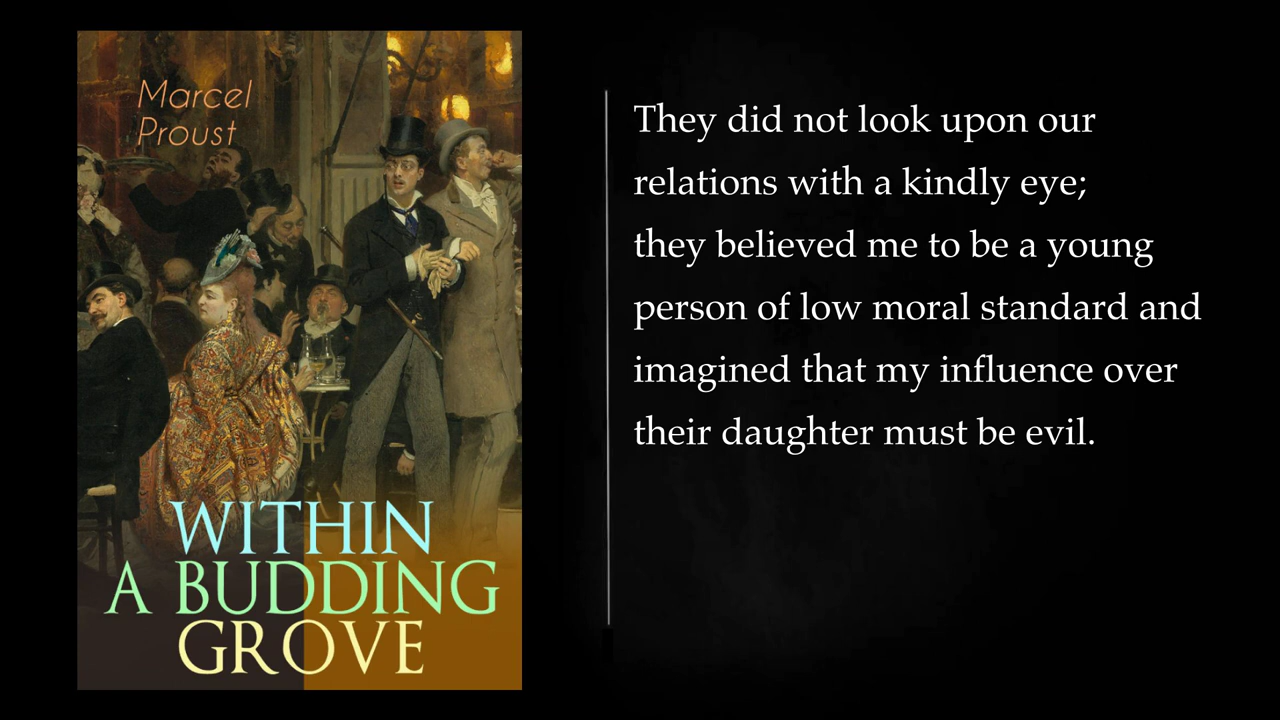 Marcel
Proust
WITHIN
A BUDDING
GROVE
They did not look upon our
relations with a kindly eye;
they believed me to be a young
person of low moral standard and
imagined that my influence over
their daughter must be evil.